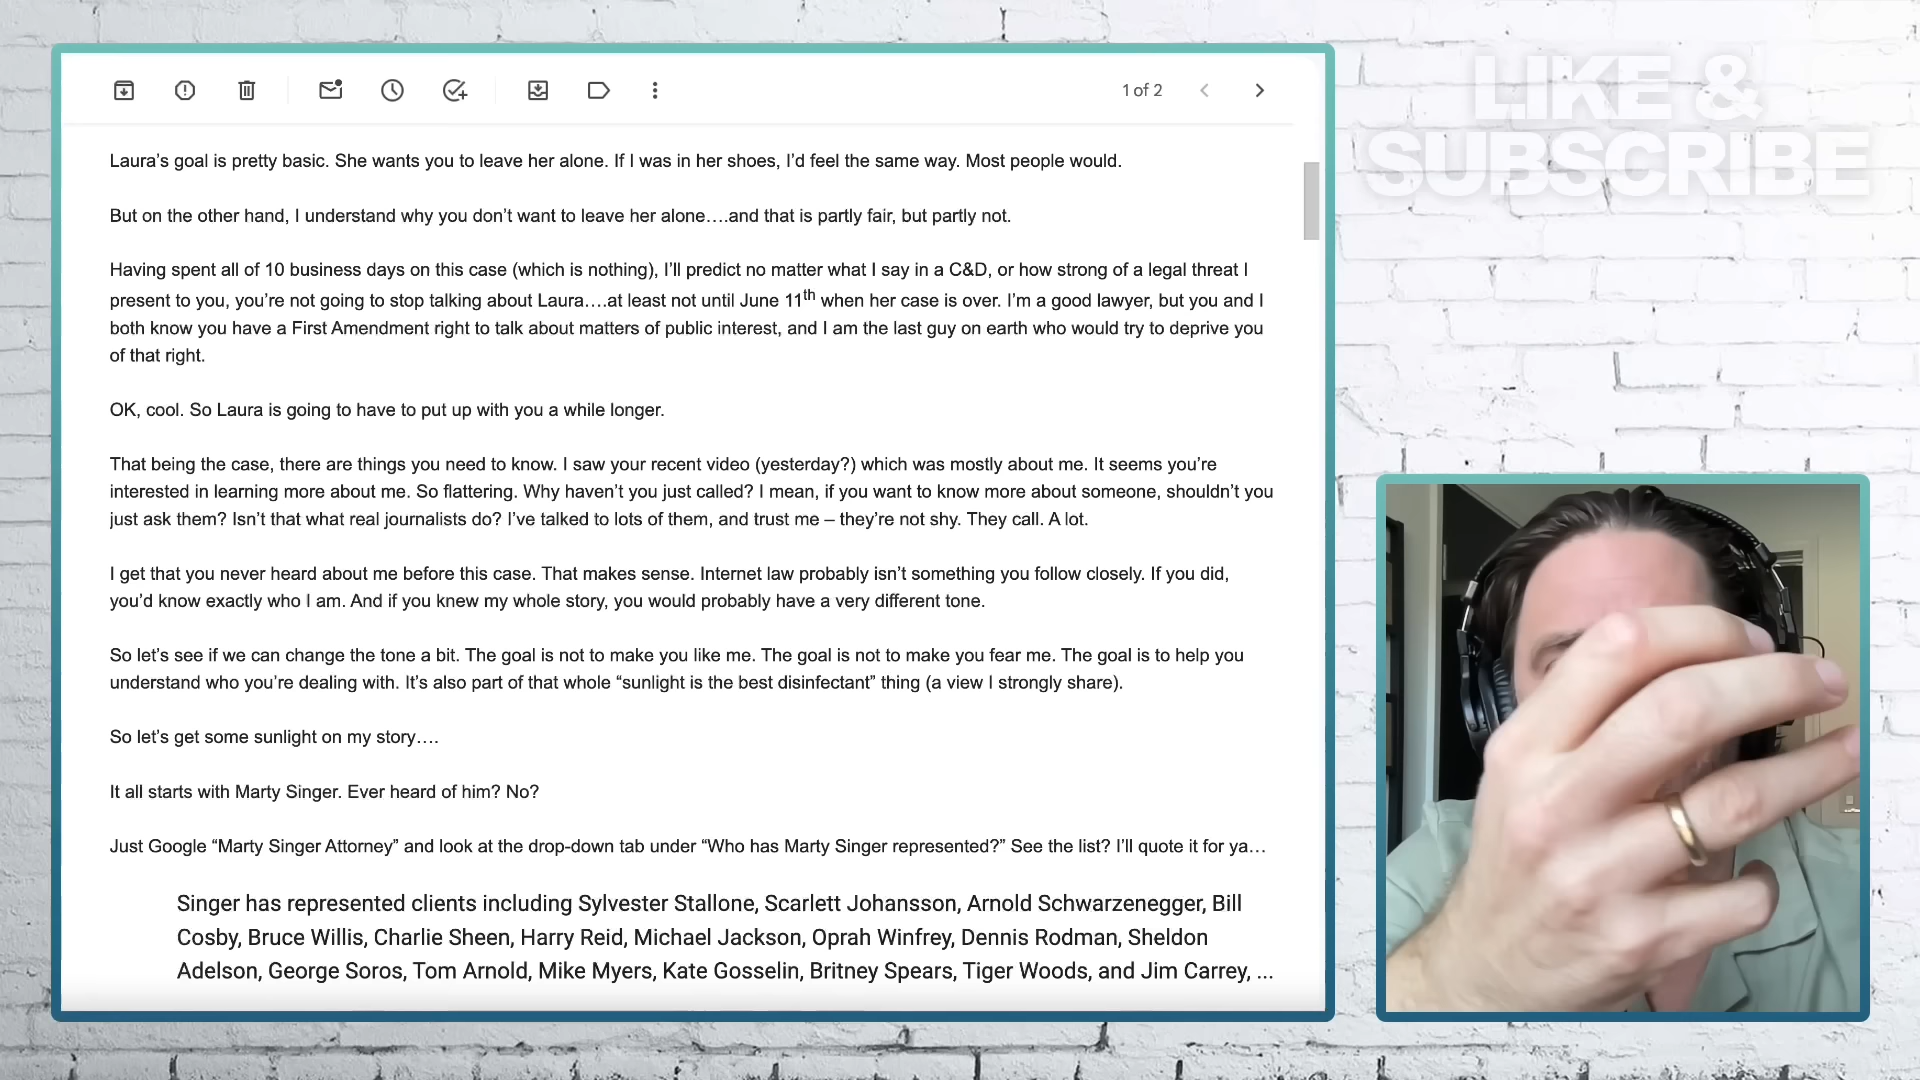 1 of 2
LIKE &
SUBSCRIBE
Laura’s goal is pretty basic. She wants you to leave her alone. If I was in her shoes, I’d feel the same way. Most people would.
But on the other hand, I understand why you don’t want to leave her alone….and that is partly fair, but partly not.
Having spent all of 10 business days on this case (which is nothing), I’ll predict no matter what I say in a C&D, or how strong of a legal threat I
present to you, you’re not going to stop talking about Laura….at least not until June 11th when her case is over. I’m a good lawyer, but you and I
both know you have a First Amendment right to talk about matters of public interest, and I am the last guy on earth who would try to deprive you
of that right.
OK, cool. So Laura is going to have to put up with you a while longer.
That being the case, there are things you need to know. I saw your recent video (yesterday?) which was mostly about me. It seems you’re
interested in learning more about me. So flattering. Why haven’t you just called? I mean, if you want to know more about someone, shouldn’t you
just ask them? Isn’t that what real journalists do? I’ve talked to lots of them, and trust me – they’re not shy. They call. A lot.
I get that you never heard about me before this case. That makes sense. Internet law probably isn’t something you follow closely. If you did,
you’d know exactly who I am. And if you knew my whole story, you would probably have a very different tone.
So let’s see if we can change the tone a bit. The goal is not to make you like me. The goal is not to make you fear me. The goal is to help you
understand who you’re dealing with. It’s also part of that whole “sunlight is the best disinfectant” thing (a view I strongly share).
So let’s get some sunlight on my story….
It all starts with Marty Singer. Ever heard of him? No?
Just Google “Marty Singer Attorney” and look at the drop-down tab under “Who has Marty Singer represented?” See the list? I’ll quote it for ya…
Singer has represented clients including Sylvester Stallone, Scarlett Johansson, Arnold Schwarzenegger, Bill
Cosby, Bruce Willis, Charlie Sheen, Harry Reid, Michael Jackson, Oprah Winfrey, Dennis Rodman, Sheldon
Adelson, George Soros, Tom Arnold, Mike Myers, Kate Gosselin, Britney Spears, Tiger Woods, and Jim Carrey, ...